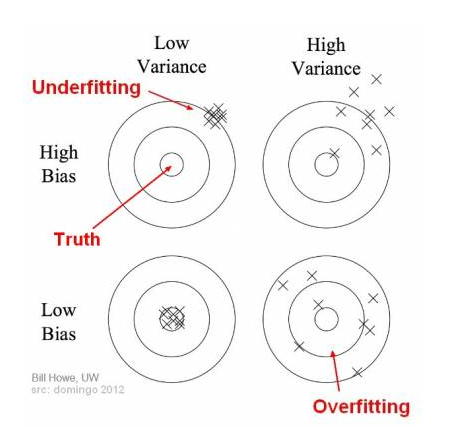 Low
Variance
High
Variance
Underfitting
High
Bias
Truth
Low
Bias
Bill Howe, UW
src: domingo 2012
Overfitting